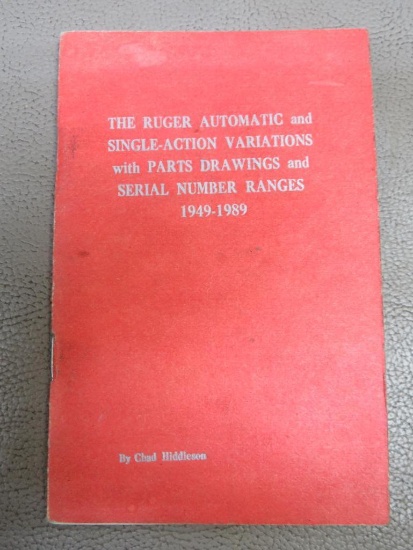 THE RUGER AUTOMATIC and
SINGLE-ACTION VARIATIONS
with PARTS DRAWINGS and
SERIAL NUMBER RANGES
1949-1989
By Chad Hiddleson